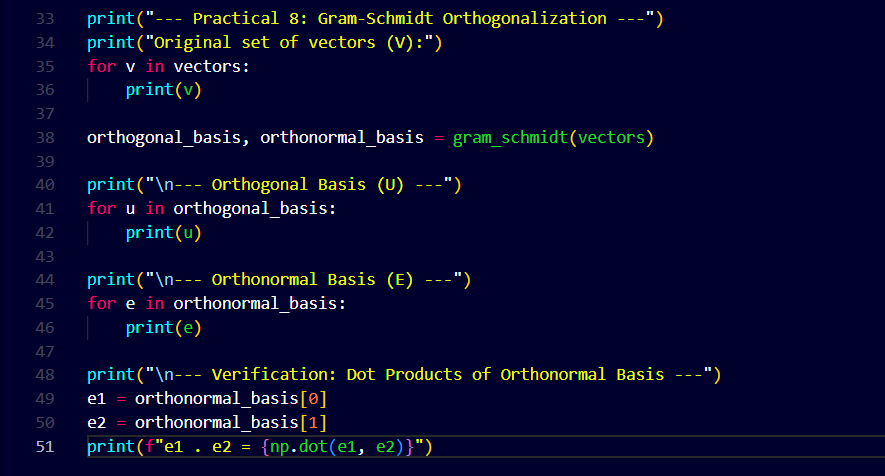 33 print("--- Practical 8: Gram-Schmidt Orthogonalization ---")
34 print("Original set of vectors (V):")
35 for v in vectors:
36     print(v)
37
38 orthogonal_basis, orthonormal_basis = gram_schmidt(vectors)
39
40 print("\n--- Orthogonal Basis (U) ---")
41 for u in orthogonal_basis:
42     print(u)
43
44 print("\n--- Orthonormal Basis (E) ---")
45 for e in orthonormal_basis:
46     print(e)
47
48 print("\n--- Verification: Dot Products of Orthonormal Basis ---")
49 e1 = orthonormal_basis[0]
50 e2 = orthonormal_basis[1]
51 print(f"e1 . e2 = {np.dot(e1, e2)}")